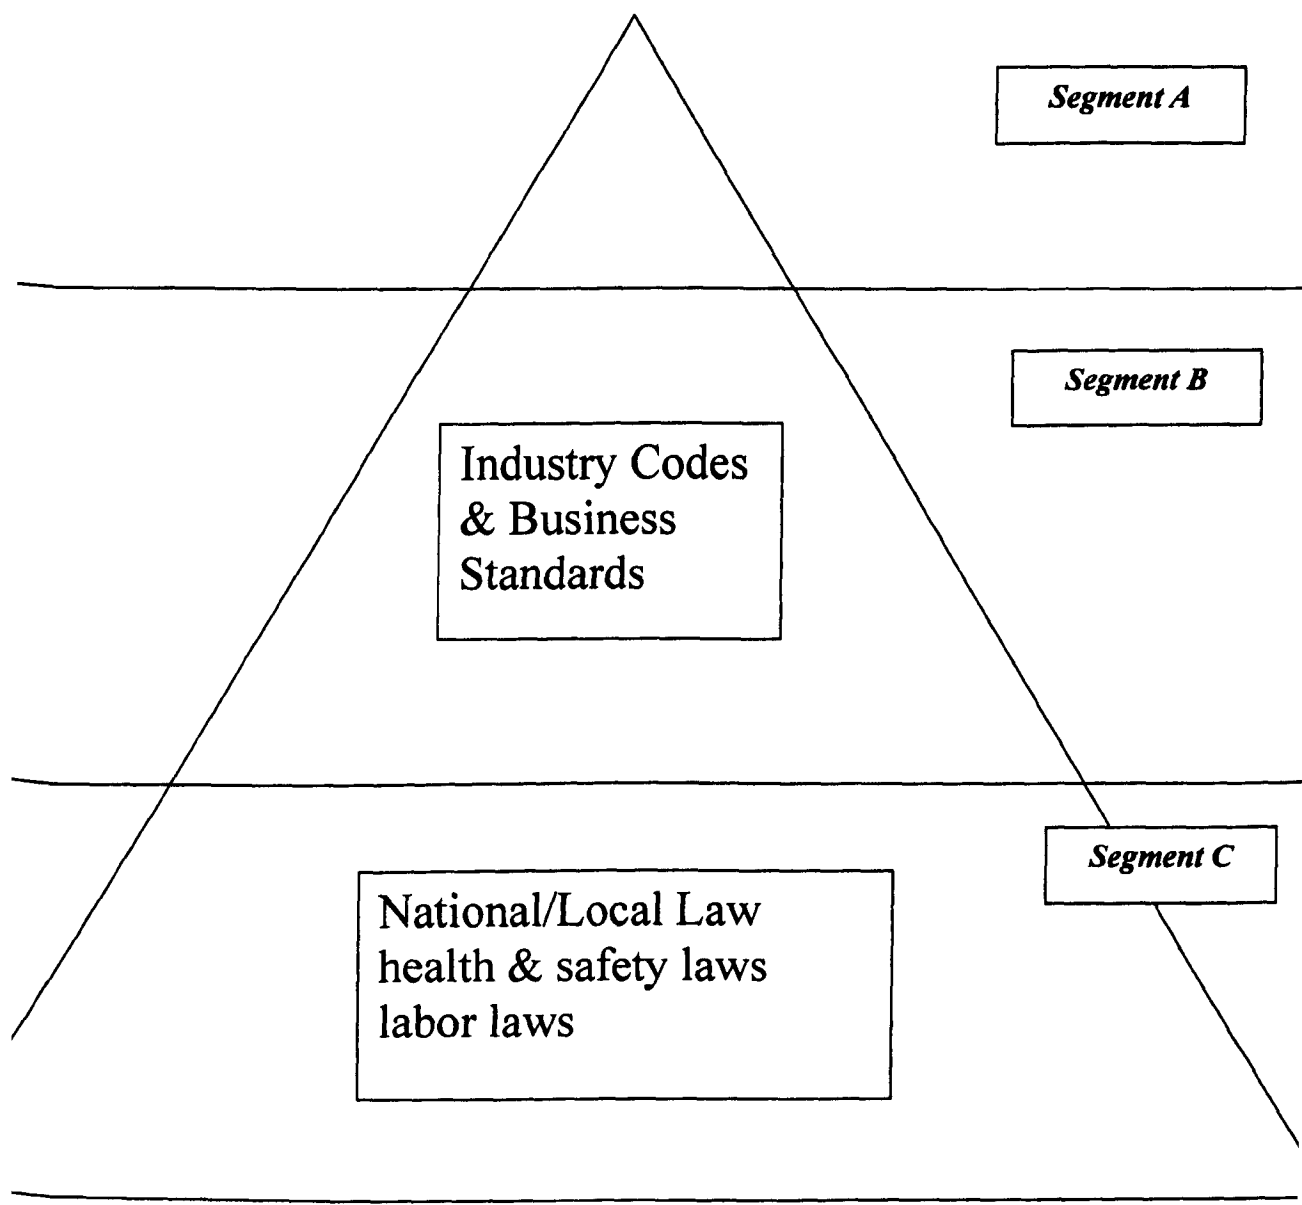 Segment A
Segment B
Industry Codes
& Business
Standards
Segment C
National/Local Law
health & safety laws
labor laws